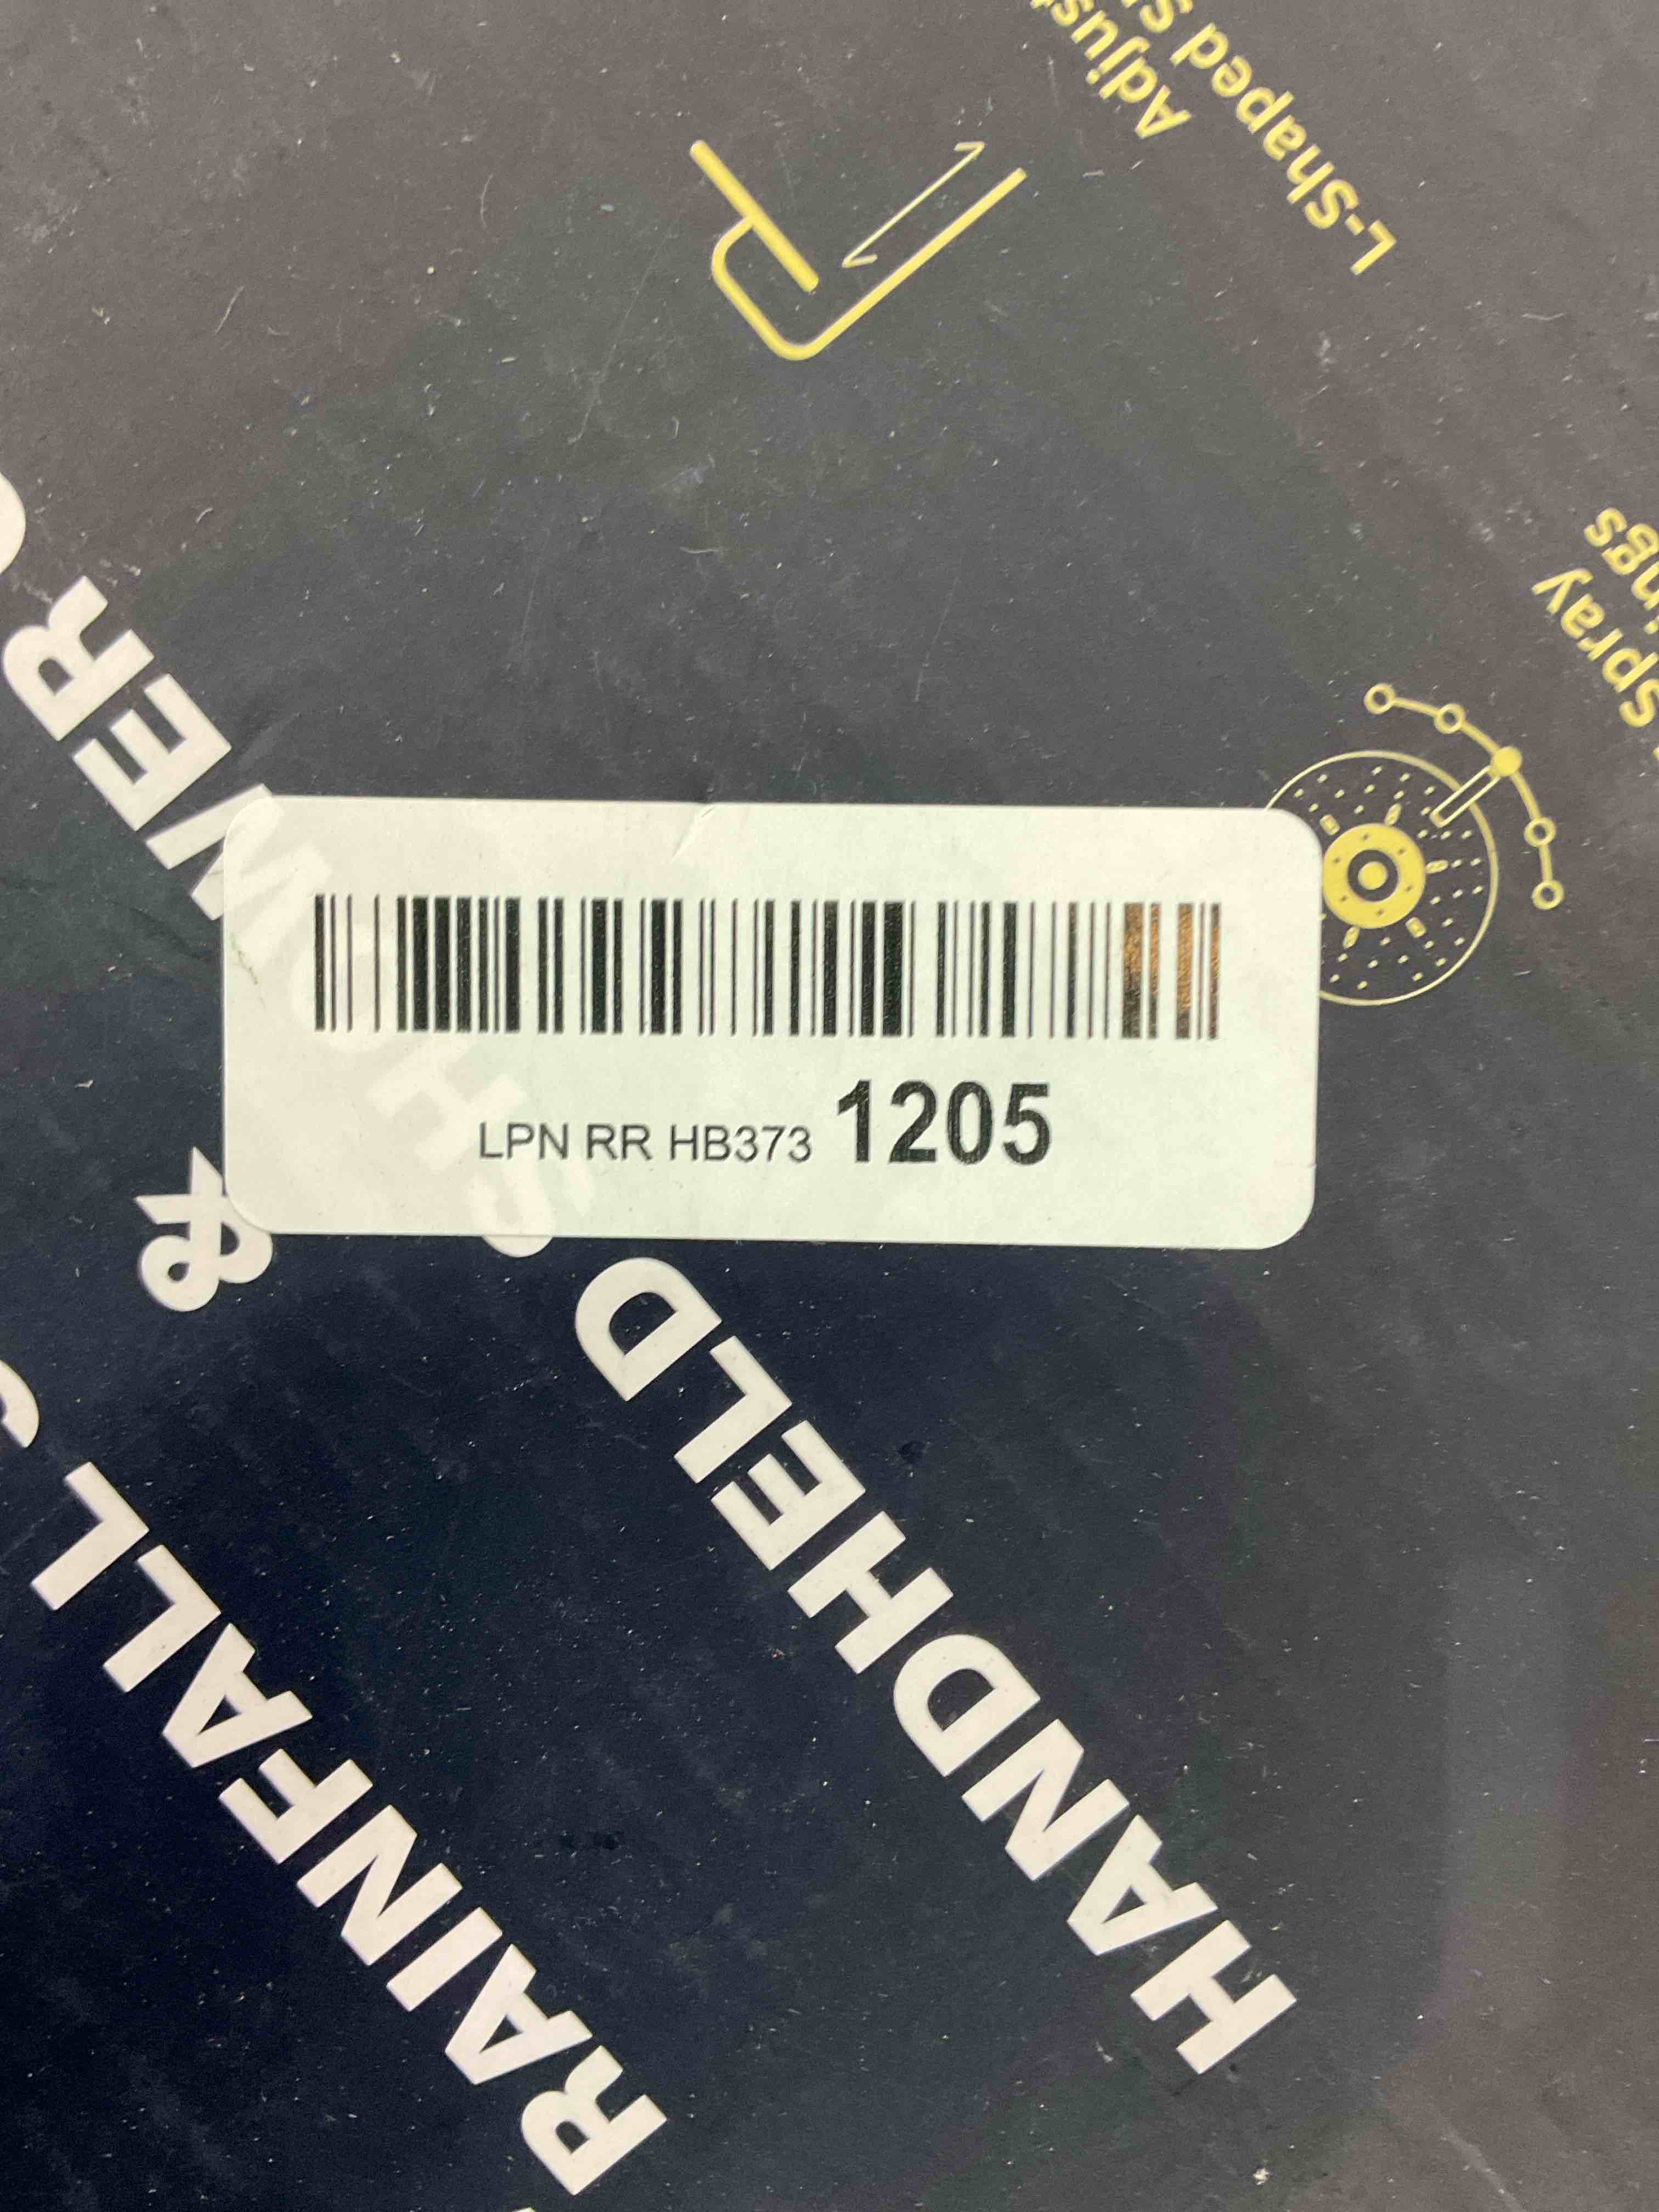 LPN RR HB373 1205
RAINFALL
&
HANDHELD
L-Shaped
Spray